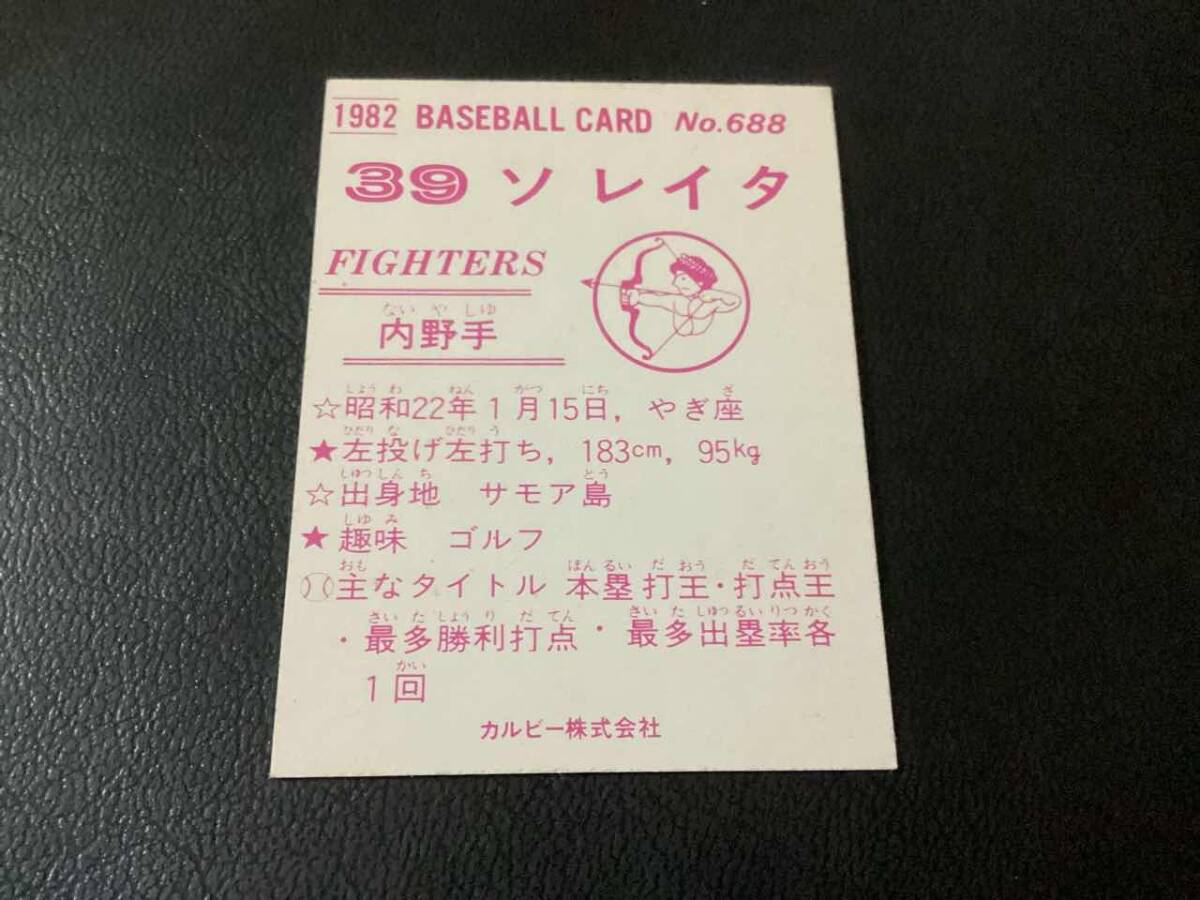 1982 BASEBALL CARD No.688
39 ソレイタ
FIGHTERS
ない や しゆ
内野手
しょう わ ねん がつ にち ざ
☆昭和22年1月15日, やぎ座
ひだり な ひだり う
★左投げ左打ち, 183cm, 95kg
しゅつ しん ち とう
☆出身地 サモア島
しゆ み
★趣味 ゴルフ
おも ほん るい だ おう だ てん おう
主なタイトル 本塁打王・打点王
さい た しょう り だ てん さい た しゅつ るい りつ かく
・最多勝利打点・最多出塁率各
かい
1回
カルビー株式会社